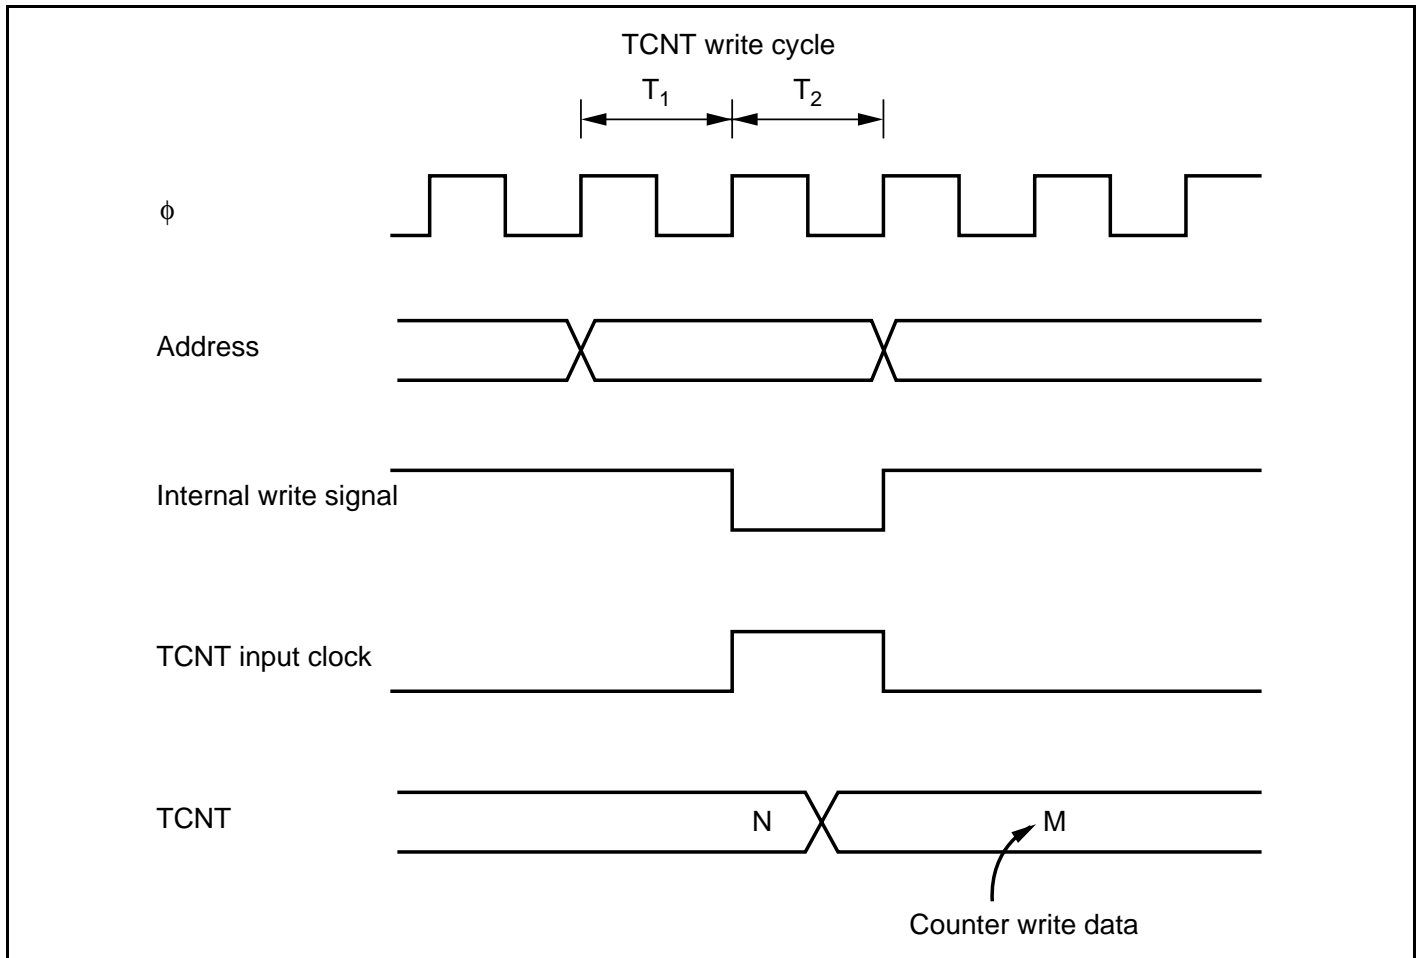 TCNT write cycle
T1 T2
ϕ
Address
Internal write signal
TCNT input clock
TCNT N M
Counter write data